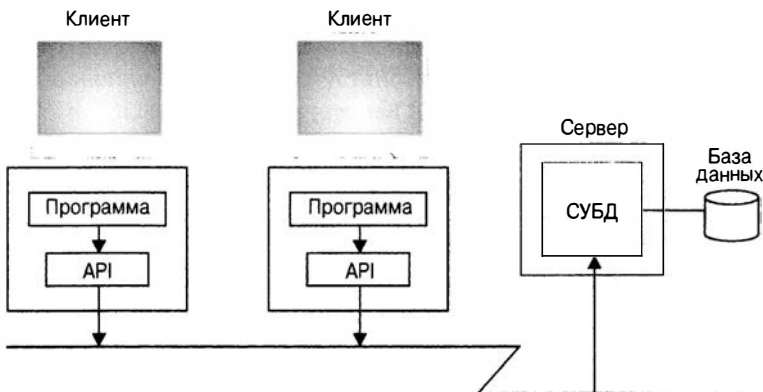 Клиент
Клиент
Сервер
База
данных
Программа
Программа
СУБД
API
API